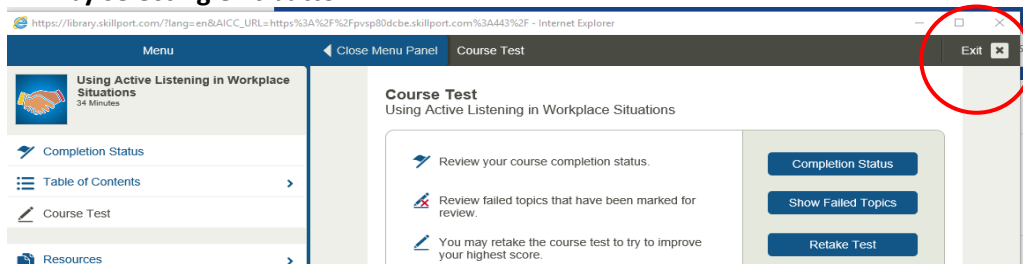 https://library.skillport.com/?lang=en&AICC_URL=https%3A%2F%2Fpvsp80dcbe.skillport.com%3A443%2F - Internet Explorer
Menu
Close Menu Panel
Course Test
Exit
Using Active Listening in Workplace
Situations
34 Minutes
Completion Status
Table of Contents
Course Test
Resources
Course Test
Using Active Listening in Workplace Situations
Review your course completion status.
Completion Status
Review failed topics that have been marked for
review.
Show Failed Topics
You may retake the course test to try to improve
your highest score.
Retake Test